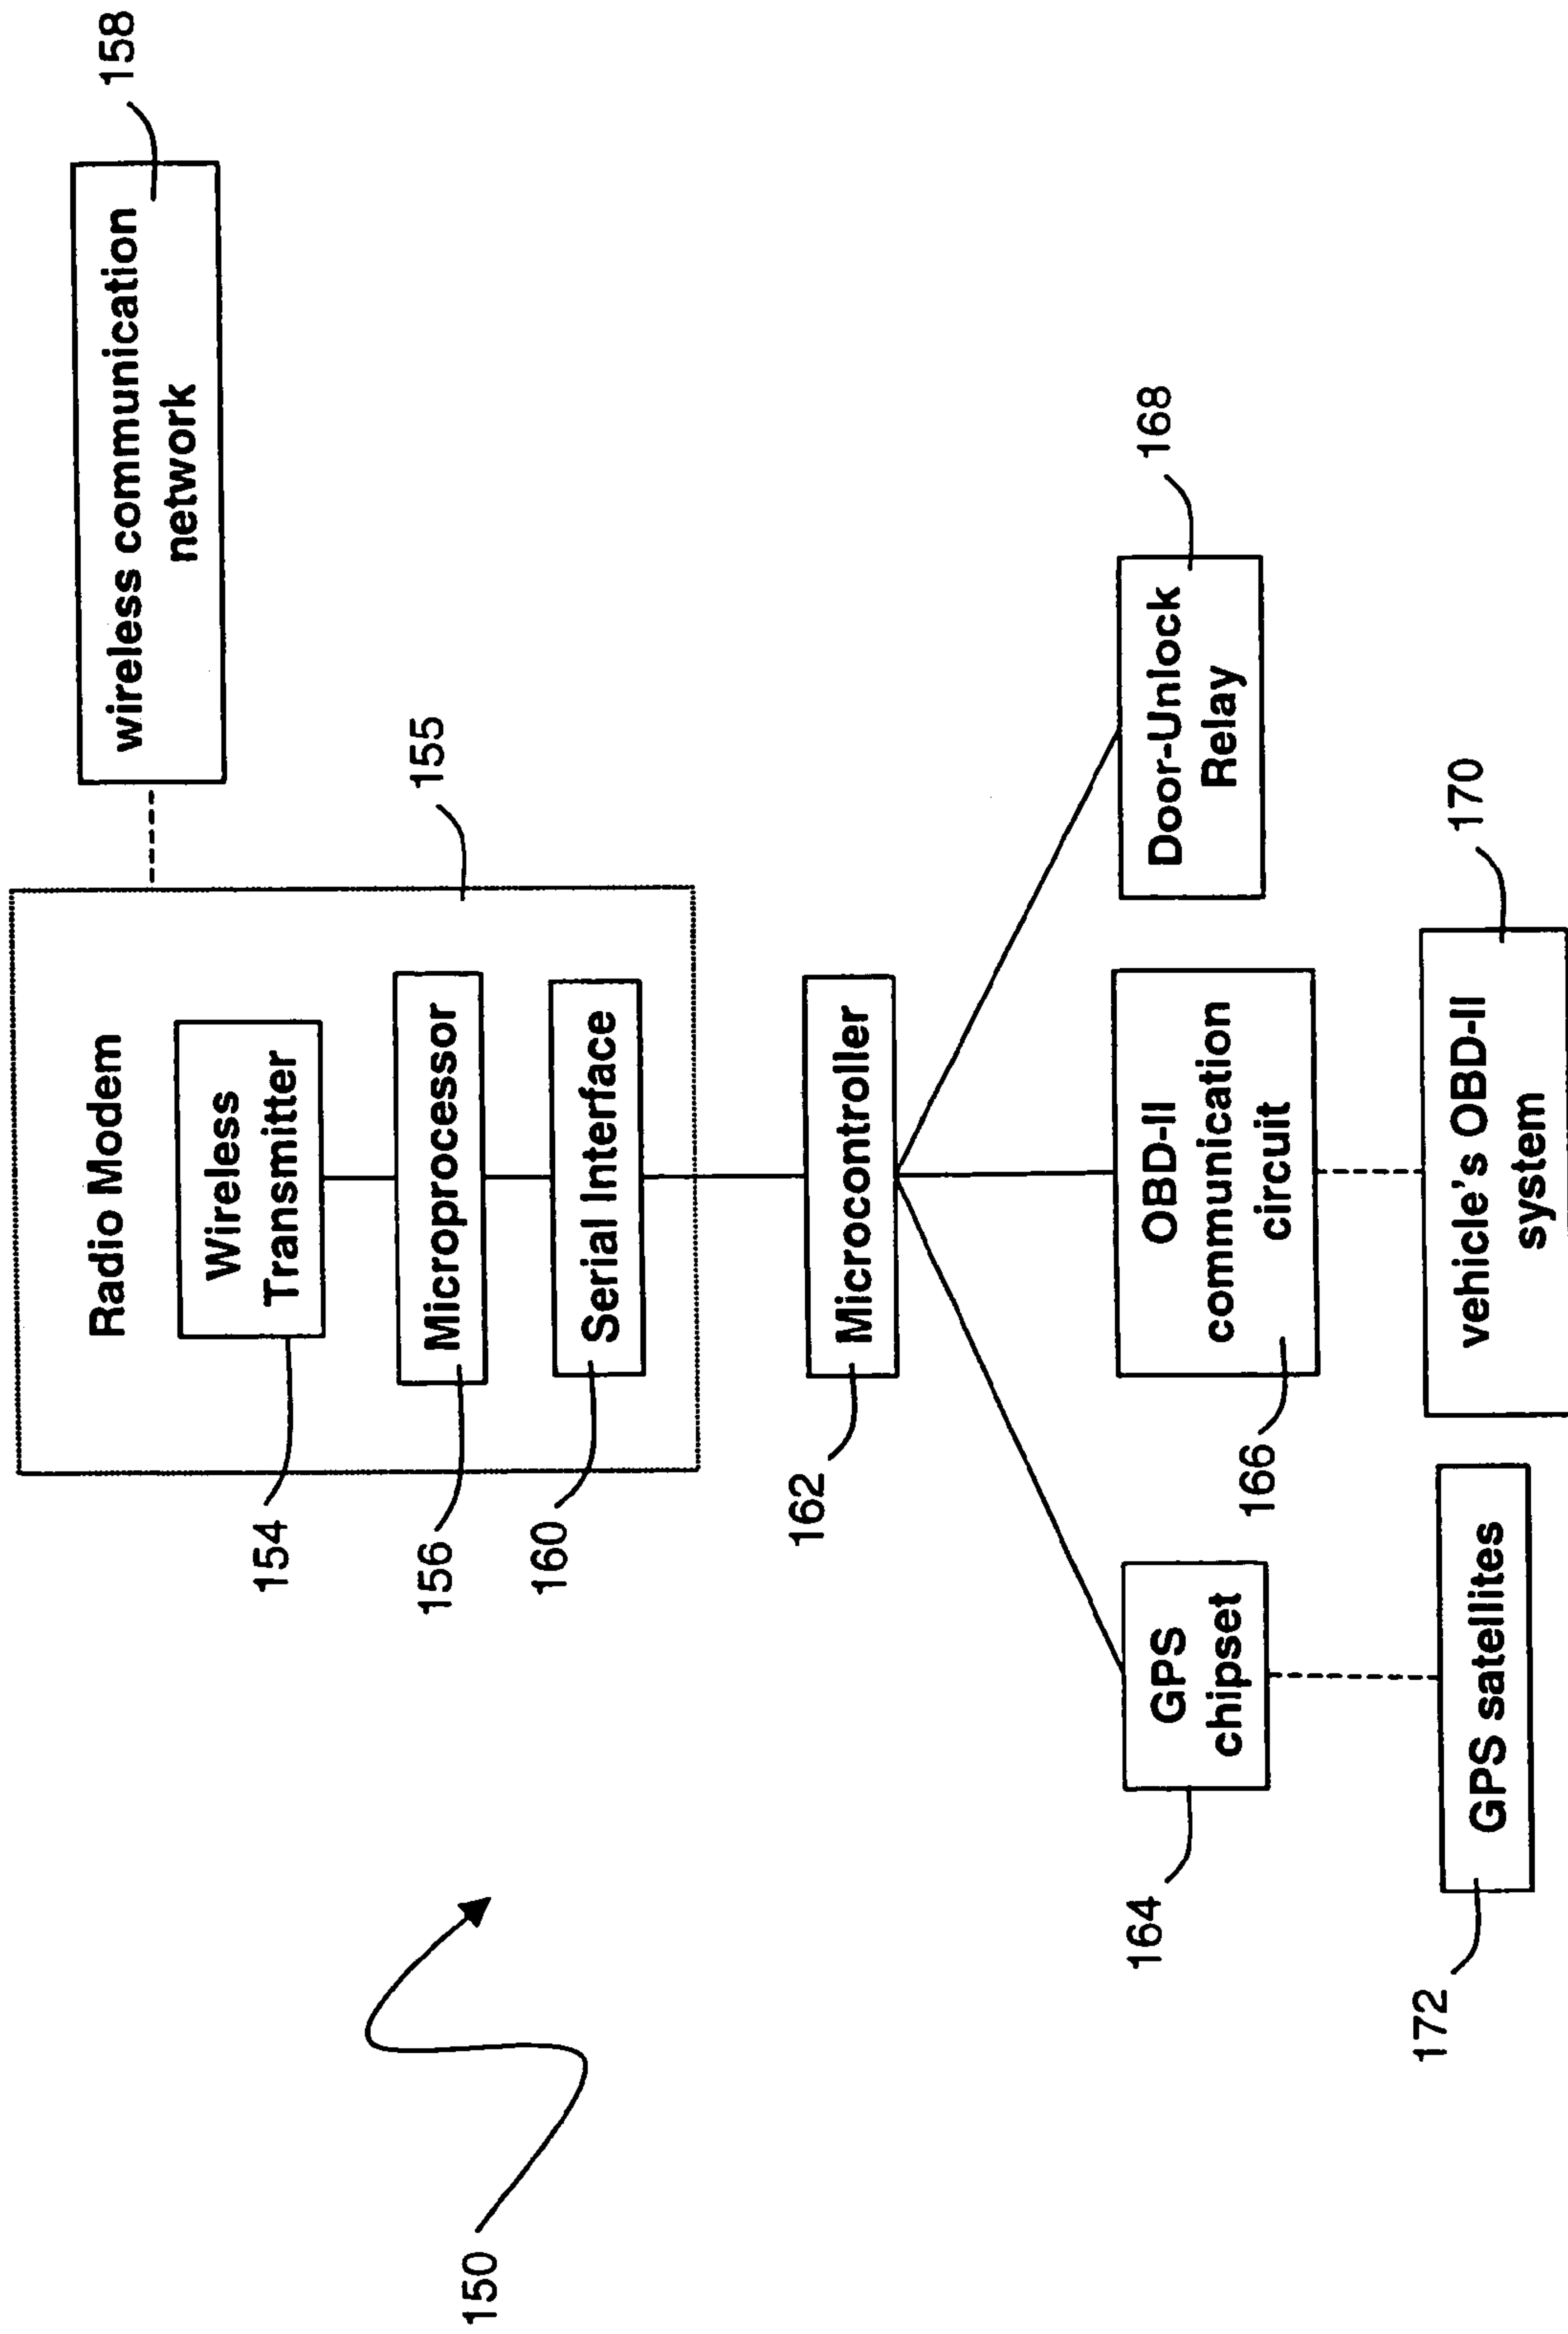 158
wireless communication
network
155
Radio Modem
Wireless
Transmitter
154
Microprocessor
156
Serial Interface
160
150
Microcontroller
162
168
Door-Unlock
Relay
OBD-II
communication
circuit
166
GPS
chipset
164
170
vehicle's OBD-II
system
GPS satellites
172